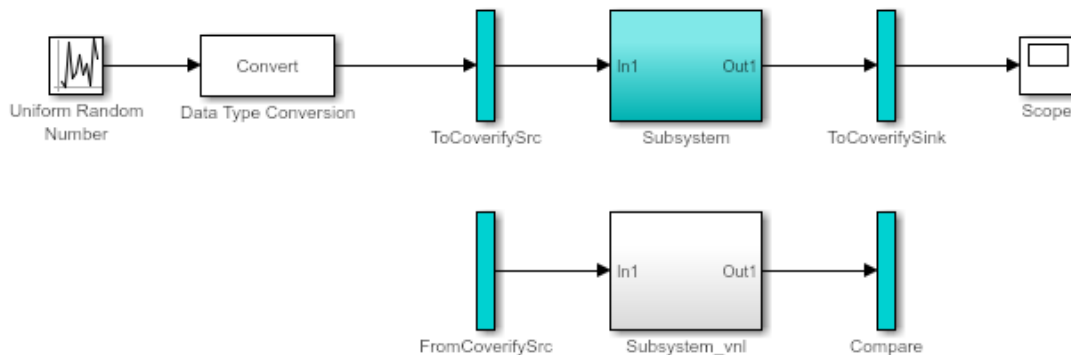 Convert
In1
Out1
Uniform Random
Number
Data Type Conversion
ToCoverifySrc
Subsystem
ToCoverifySink
Scope
In1
Out1
FromCoverifySrc
Subsystem_vnl
Compare